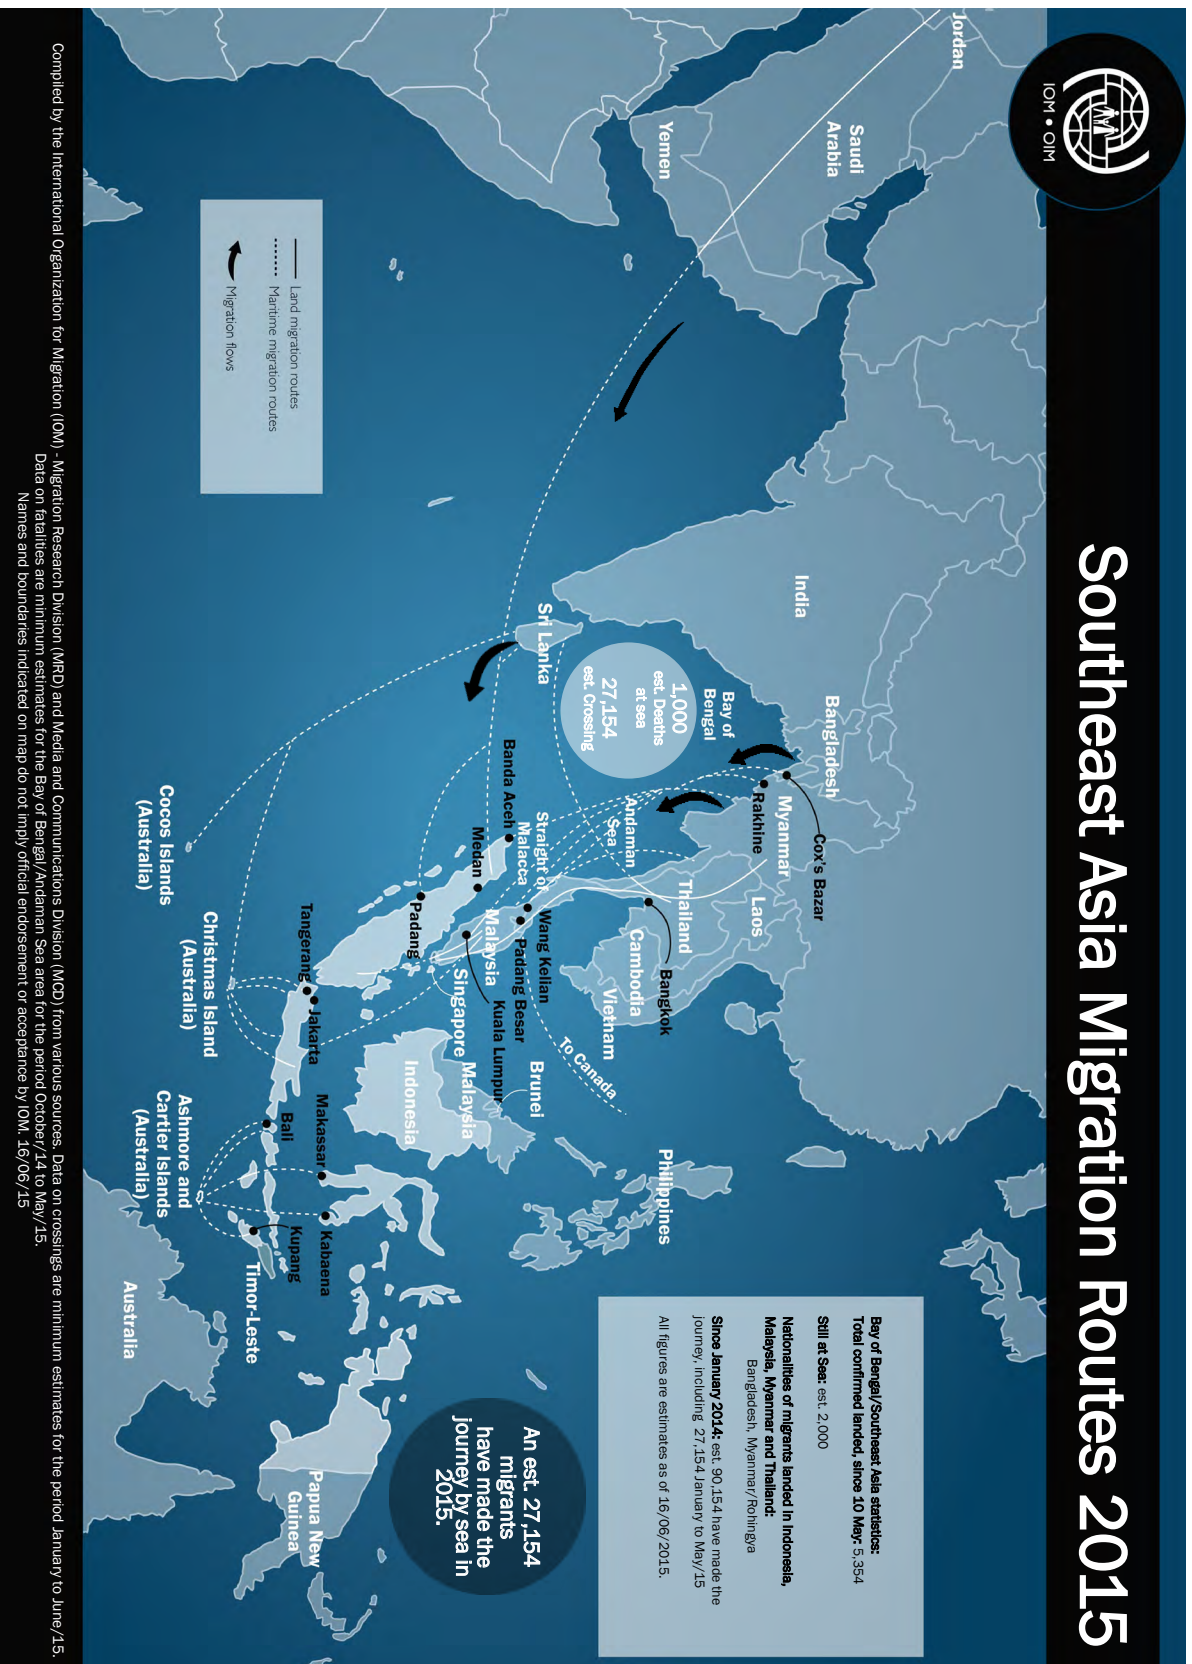 Southeast Asia Migration Routes 2015
IOM • OIM
Jordan
Saudi
Arabia
Yemen
India
Sri Lanka
Bangladesh
Bay of
Bengal
1,000
est. Deaths
at sea
27,154
est. Crossing
Myanmar
Rakhine
Cox's Bazar
Laos
Thailand
Andaman
Sea
Cambodia
Bangkok
Vietnam
Straight of
Malacca
Banda Aceh
Medan
Wang Kelian
Padang Besar
Malaysia
Kuala Lumpur
Padang
Singapore
To Canada
Brunei
Malaysia
Indonesia
Philippines
Tangerang
Jakarta
Makassar
Bali
Kabaena
Kupang
Timor-Leste
Cocos Islands
(Australia)
Christmas Island
(Australia)
Ashmore and
Cartier Islands
(Australia)
Australia
Papua New
Guinea
Land migration routes
Maritime migration routes
Migration flows
Bay of Bengal/Southeast Asia statistics:
Total confirmed landed, since 10 May: 5,354
Still at Sea: est. 2,000
Nationalities of migrants landed in Indonesia,
Malaysia, Myanmar and Thailand:
Bangladesh, Myanmar/Rohingya
Since January 2014: est. 90,154 have made the
journey, including 27,154 January to May/15
All figures are estimates as of 16/06/2015.
An est. 27,154
migrants
have made the
journey by sea in
2015.
Compiled by the International Organization for Migration (IOM) - Migration Research Division (MRD) and Media and Communications Division (MCD) from various sources. Data on crossings are minimum estimates for the period January to June/15.
Data on fatalities are minimum estimates for the Bay of Bengal/Andaman Sea area for the period October/14 to May/15.
Names and boundaries indicated on map do not imply official endorsement or acceptance by IOM. 16/06/15